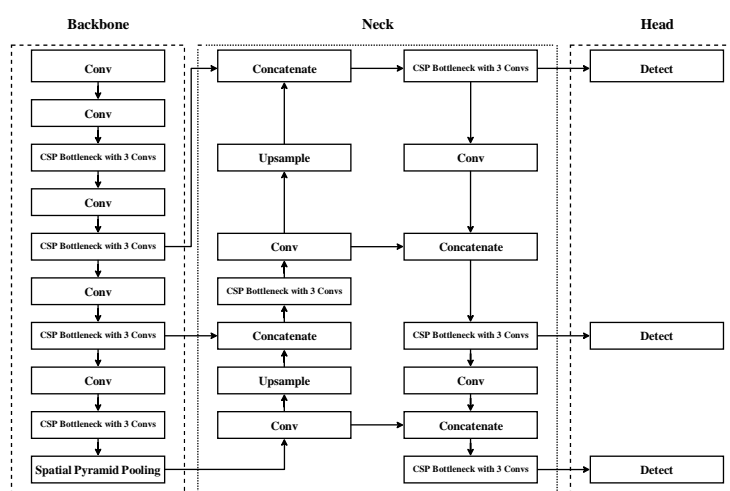 Backbone
Neck
Head
Conv
Conv
CSP Bottleneck with 3 Convs
Conv
CSP Bottleneck with 3 Convs
Conv
CSP Bottleneck with 3 Convs
Conv
CSP Bottleneck with 3 Convs
Spatial Pyramid Pooling
Concatenate
Upsample
Conv
CSP Bottleneck with 3 Convs
Concatenate
Upsample
Conv
CSP Bottleneck with 3 Convs
Conv
Concatenate
CSP Bottleneck with 3 Convs
Conv
Concatenate
CSP Bottleneck with 3 Convs
Detect
Detect
Detect